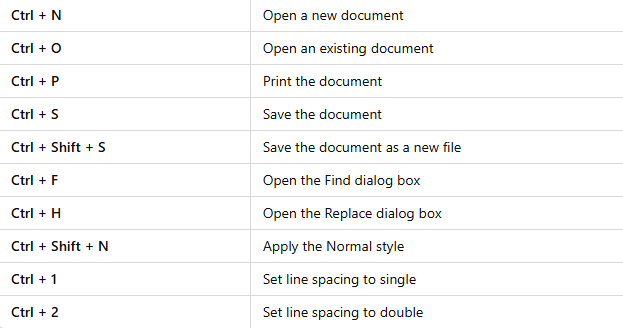 Ctrl + N Open a new document
Ctrl + O Open an existing document
Ctrl + P Print the document
Ctrl + S Save the document
Ctrl + Shift + S Save the document as a new file
Ctrl + F Open the Find dialog box
Ctrl + H Open the Replace dialog box
Ctrl + Shift + N Apply the Normal style
Ctrl + 1 Set line spacing to single
Ctrl + 2 Set line spacing to double